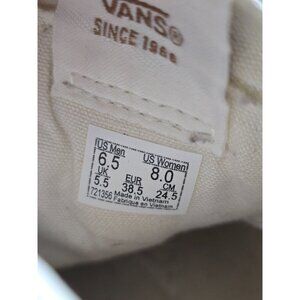 VANS®
SINCE 1966
US Men US Women
6.5 8.0
UK EUR CM
5.5 38.5 24.5
721356 Made in Vietnam
Fabriqué en Vietnam